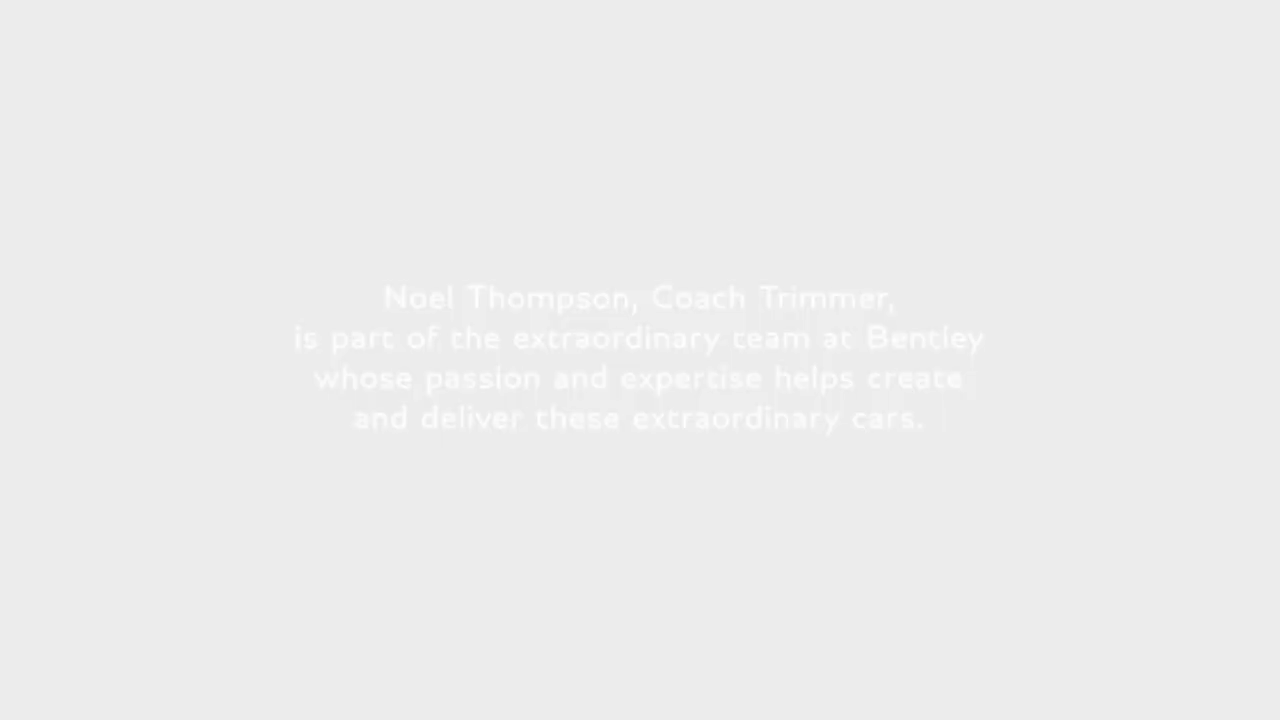 Noel Thompson, Coach Trimmer,
is part of the extraordinary team at Bentley
whose passion and expertise helps create
and deliver these extraordinary cars.